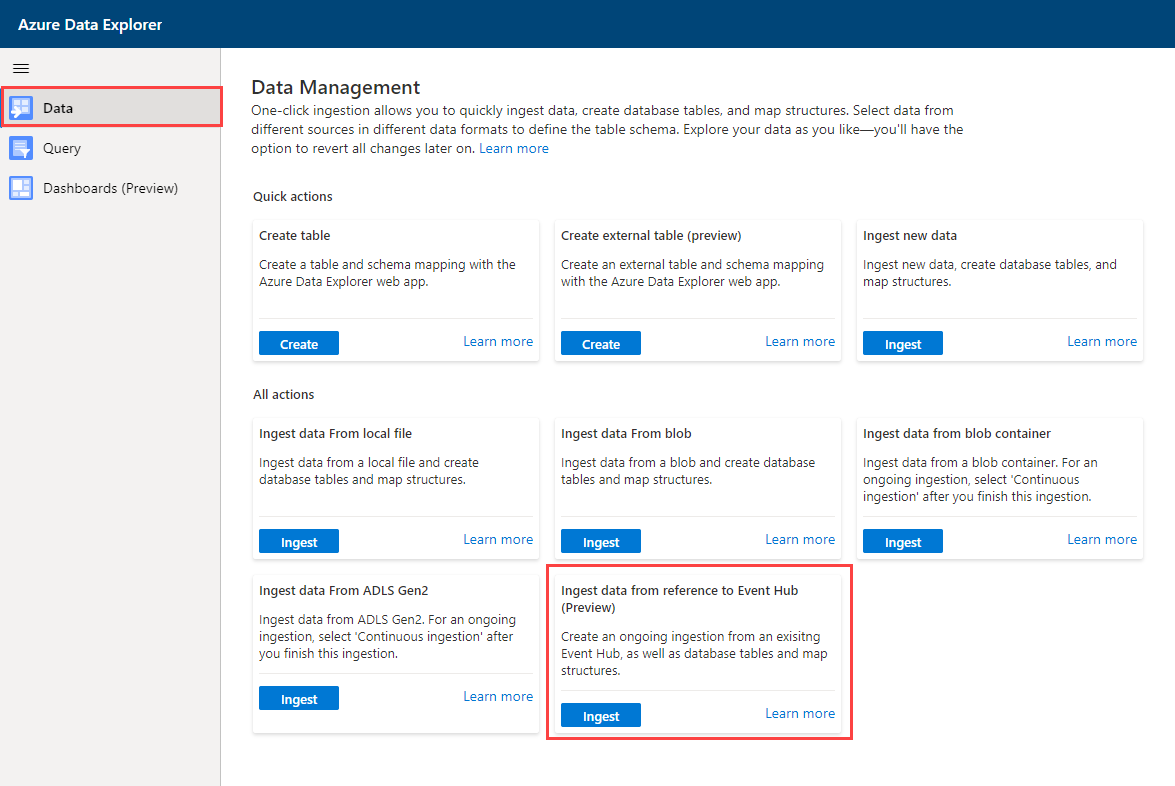 Azure Data Explorer
Data
Query
Dashboards (Preview)
Data Management
One-click ingestion allows you to quickly ingest data, create database tables, and map structures. Select data from
different sources in different data formats to define the table schema. Explore your data as you like—you'll have the
option to revert all changes later on. Learn more
Quick actions
Create table
Create a table and schema mapping with the
Azure Data Explorer web app.
Create
Learn more
Create external table (preview)
Create an external table and schema mapping
with the Azure Data Explorer web app.
Create
Learn more
Ingest new data
Ingest new data, create database tables, and
map structures.
Ingest
Learn more
All actions
Ingest data From local file
Ingest data from a local file and create
database tables and map structures.
Ingest
Learn more
Ingest data From blob
Ingest data from a blob and create database
tables and map structures.
Ingest
Learn more
Ingest data from blob container
Ingest data from a blob container. For an
ongoing ingestion, select 'Continuous
ingestion' after you finish this ingestion.
Ingest
Learn more
Ingest data From ADLS Gen2
Ingest data from ADLS Gen2. For an ongoing
ingestion, select 'Continuous ingestion' after
you finish this ingestion.
Ingest
Learn more
Ingest data from reference to Event Hub
(Preview)
Create an ongoing ingestion from an exisitng
Event Hub, as well as database tables and map
structures.
Ingest
Learn more